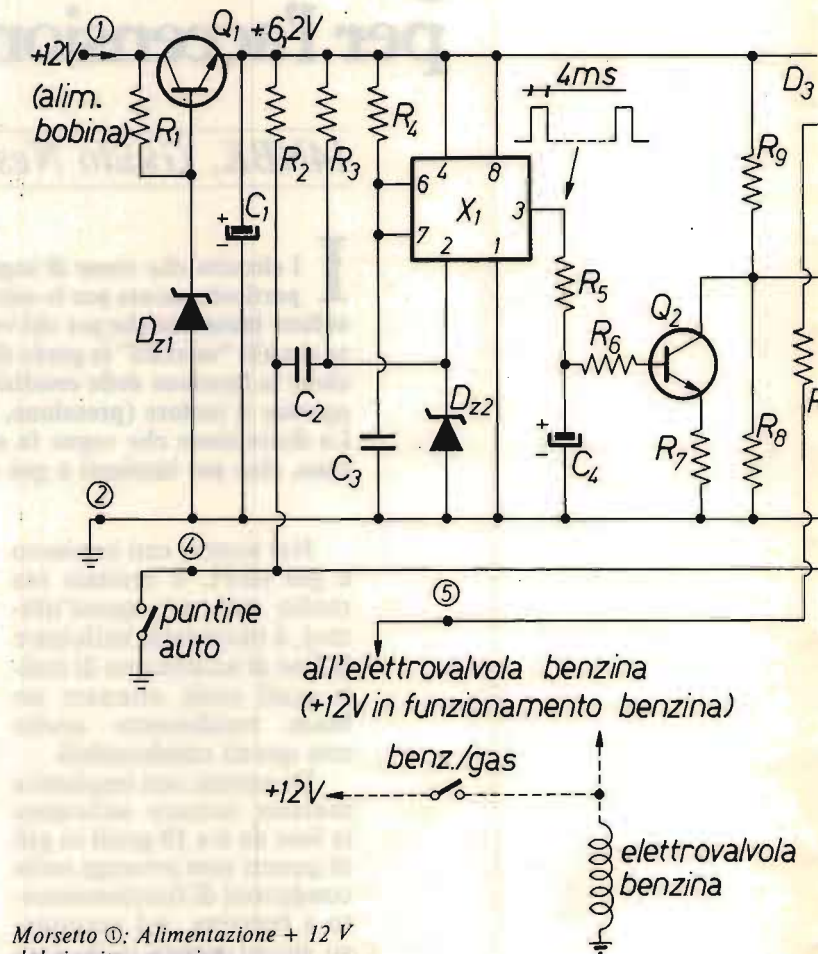 per l'accension
①
Q1
+6,2V
+12V
(alim.
bobina)
R1
R2
R3
R4
4ms
D3
R9
6
4
8
X1
3
7
2
1
C1
+
−
R5
R6
Q2
Dz1
C2
Dz2
C3
+
−
C4
R7
R8
R
②
④
⑤
puntine
auto
all'elettrovalvola benzina
(+12V in funzionamento benzina)
benz./gas
+12V
elettrovalvola
benzina
Morsetto ①: Alimentazione + 12 V